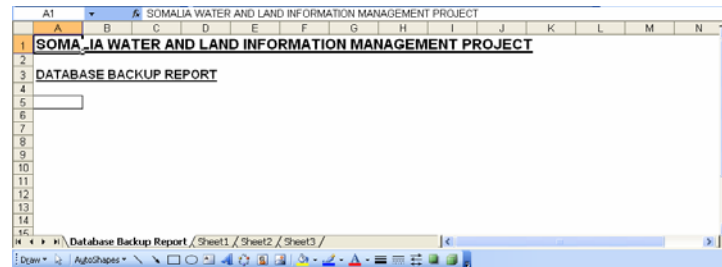 A1 fx SOMALIA WATER AND LAND INFORMATION MANAGEMENT PROJECT
A B C D E F G H I J K L M N
1 SOMALIA WATER AND LAND INFORMATION MANAGEMENT PROJECT
2
3 DATABASE BACKUP REPORT
4
5
6
7
8
9
10
11
12
13
14
15
Database Backup Report / Sheet1 / Sheet2 / Sheet3 /
Draw AutoShapes